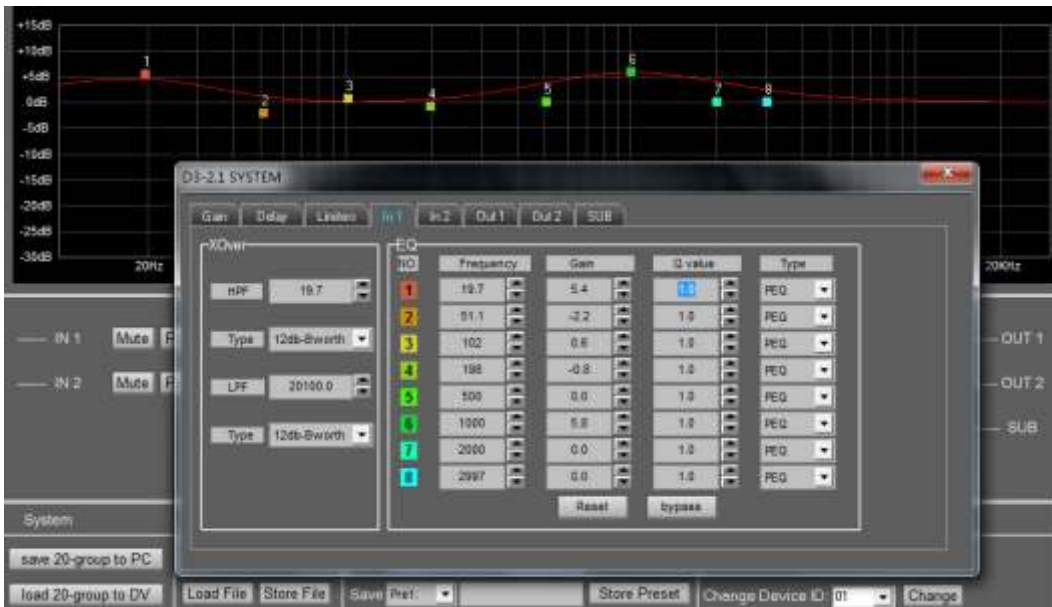 +15dB
+10dB
+5dB
0dB
-5dB
-10dB
-15dB
-20dB
-25dB
-30dB
1
2
3
4
5
6
7
8
20Hz
20KHz
D3-2.1 SYSTEM
Gain Delay Limiter In 1 In 2 Out 1 Out 2 SUB
XOver
HPF 19.7
Type 12db-Bworth
LPF 20100.0
Type 12db-Bworth
EQ
NO. Frequency Gain Q value Type
1 19.7 5.4 1.0 PEQ
2 51.1 -2.2 1.0 PEQ
3 102 0.6 1.0 PEQ
4 198 -0.8 1.0 PEQ
5 500 0.0 1.0 PEQ
6 1000 5.8 1.0 PEQ
7 2000 0.0 1.0 PEQ
8 2997 0.0 1.0 PEQ
Reset bypass
IN 1 Mute
IN 2 Mute
OUT 1
OUT 2
SUB
System
save 20-group to PC
load 20-group to DV
Load File Store File Save Pre1: Store Preset Change Device ID 01 Change